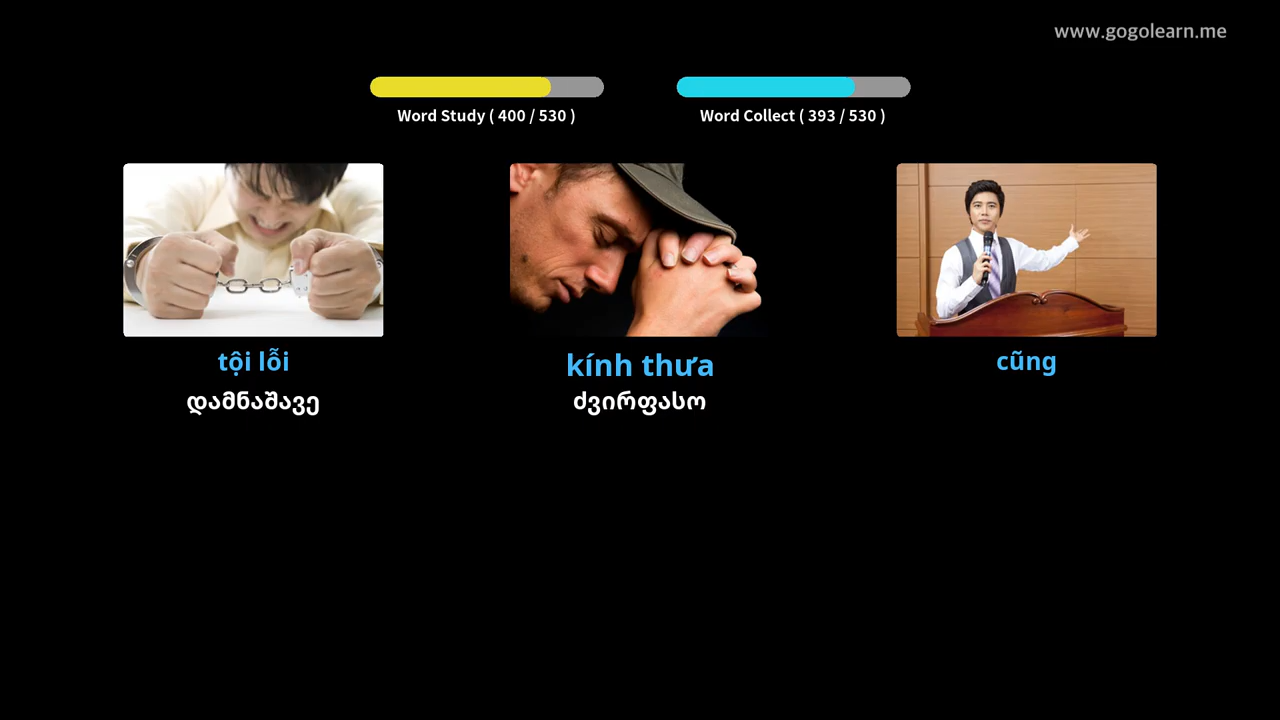 www.gogolearn.me
Word Study ( 400 / 530 )
Word Collect ( 393 / 530 )
tội lỗi
kính thưa
cũng
დამნაშავე
ძვირფასო